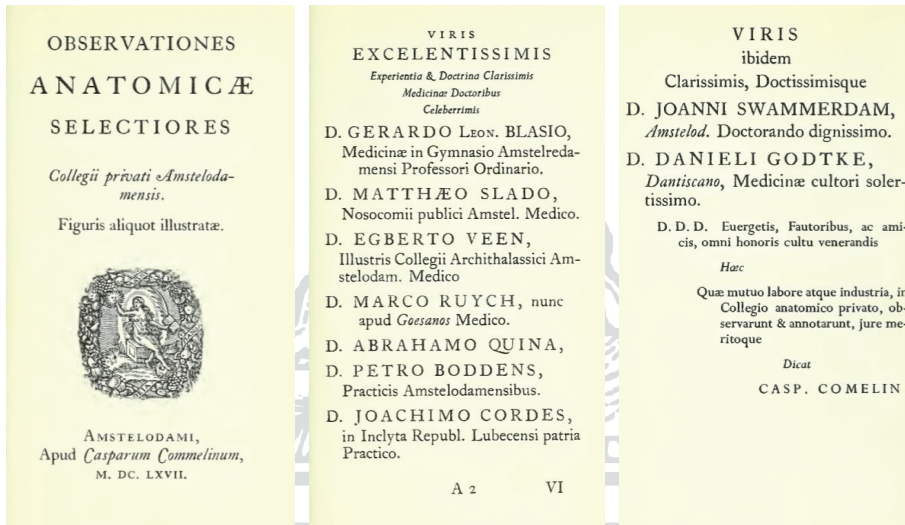 OBSERVATIONES
ANATOMICÆ
SELECTIORES
Collegii privati Amsteloda-
mensis.
Figuris aliquot illustratæ.
AMSTELODAMI,
Apud Casparum Commelinum,
M. DC. LXVII.
VIRIS
EXCELENTISSIMIS
Experientia & Doctrina Clarissimis
Medicinæ Doctoribus
Celeberrimis
D. GERARDO LEON. BLASIO,
Medicinæ in Gymnasio Amstelreda-
mensi Professori Ordinario.
D. MATTHÆO SLADO,
Nosocomii publici Amstel. Medico.
D. EGBERTO VEEN,
Illustris Collegii Archithalassici Am-
stelodam. Medico
D. MARCO RUYCH, nunc
apud Goesanos Medico.
D. ABRAHAMO QUINA,
D. PETRO BODDENS,
Practicis Amstelodamensibus.
D. JOACHIMO CORDES,
in Inclyta Republ. Lubecensi patria
Practico.
A 2 VI
VIRIS
ibidem
Clarissimis, Doctissimisque
D. JOANNI SWAMMERDAM,
Amstelod. Doctorando dignissimo.
D. DANIELI GODTKE,
Dantiscano, Medicinæ cultori soler-
tissimo.
D. D. D. Euergetis, Fautoribus, ac ami-
cis, omni honoris cultu venerandis
Hæc
Quæ mutuo labore atque industria, in
Collegio anatomico privato, ob-
servarunt & annotarunt, jure me-
ritoque
Dicat
CASP. COMELIN